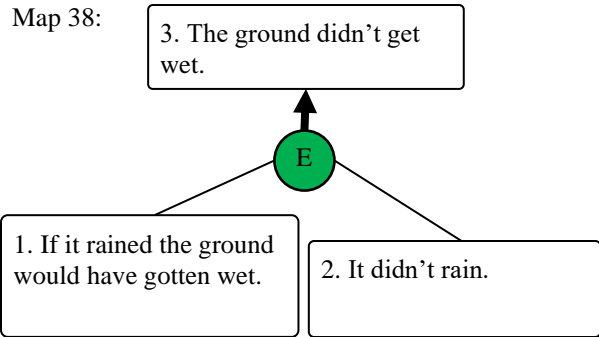 Map 38:
3. The ground didn’t get
wet.
E
1. If it rained the ground
would have gotten wet.
2. It didn’t rain.